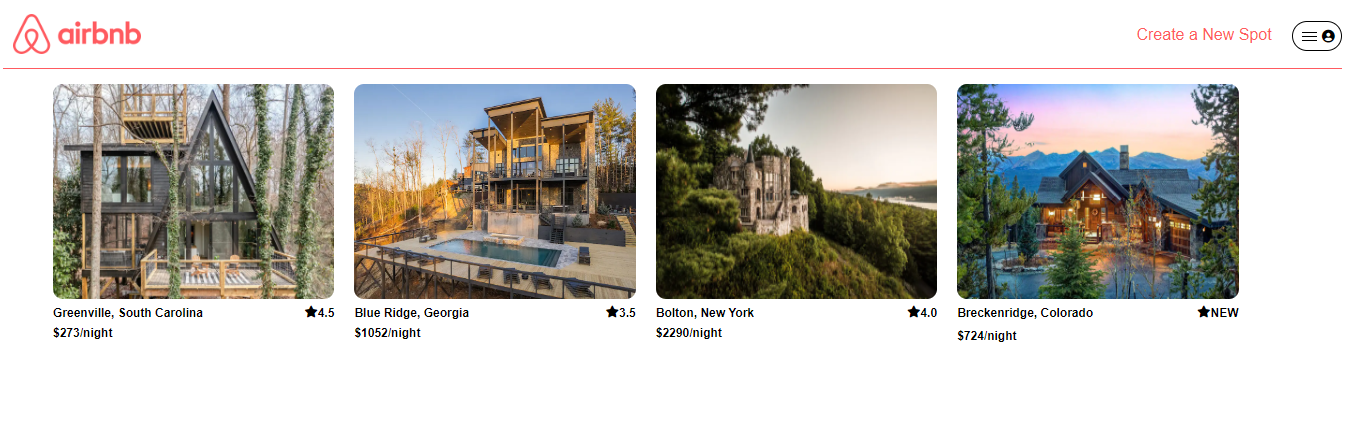 airbnb
Create a New Spot
Greenville, South Carolina ★4.5
$273/night
Blue Ridge, Georgia ★3.5
$1052/night
Bolton, New York ★4.0
$2290/night
Breckenridge, Colorado ★NEW
$724/night